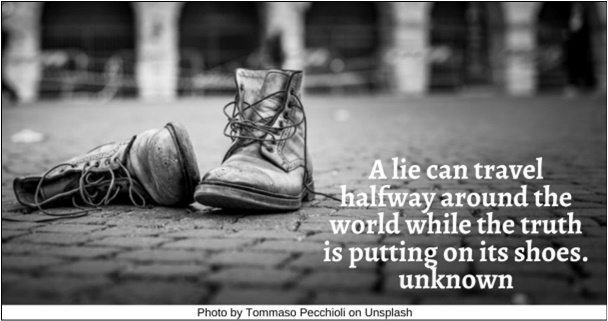 A lie can travel
halfway around the
world while the truth
is putting on its shoes.
unknown
Photo by Tommaso Pecchioli on Unsplash